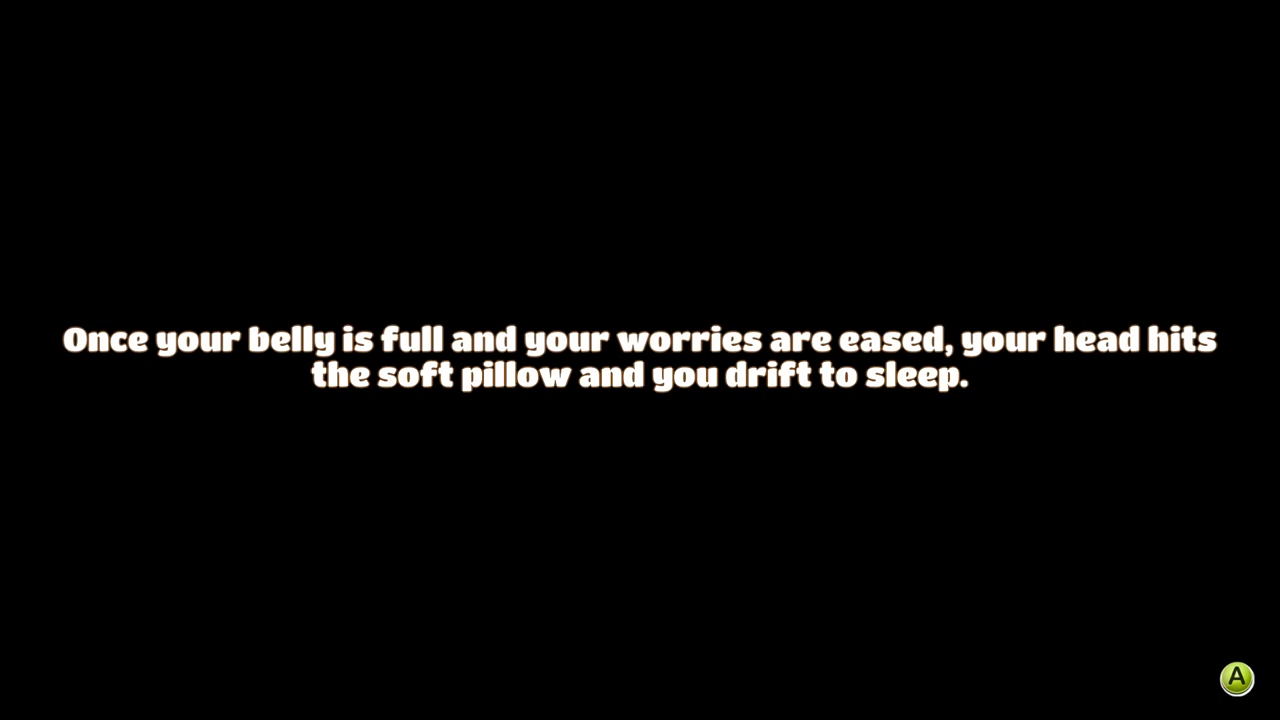 Once your belly is full and your worries are eased, your head hits
the soft pillow and you drift to sleep.
A